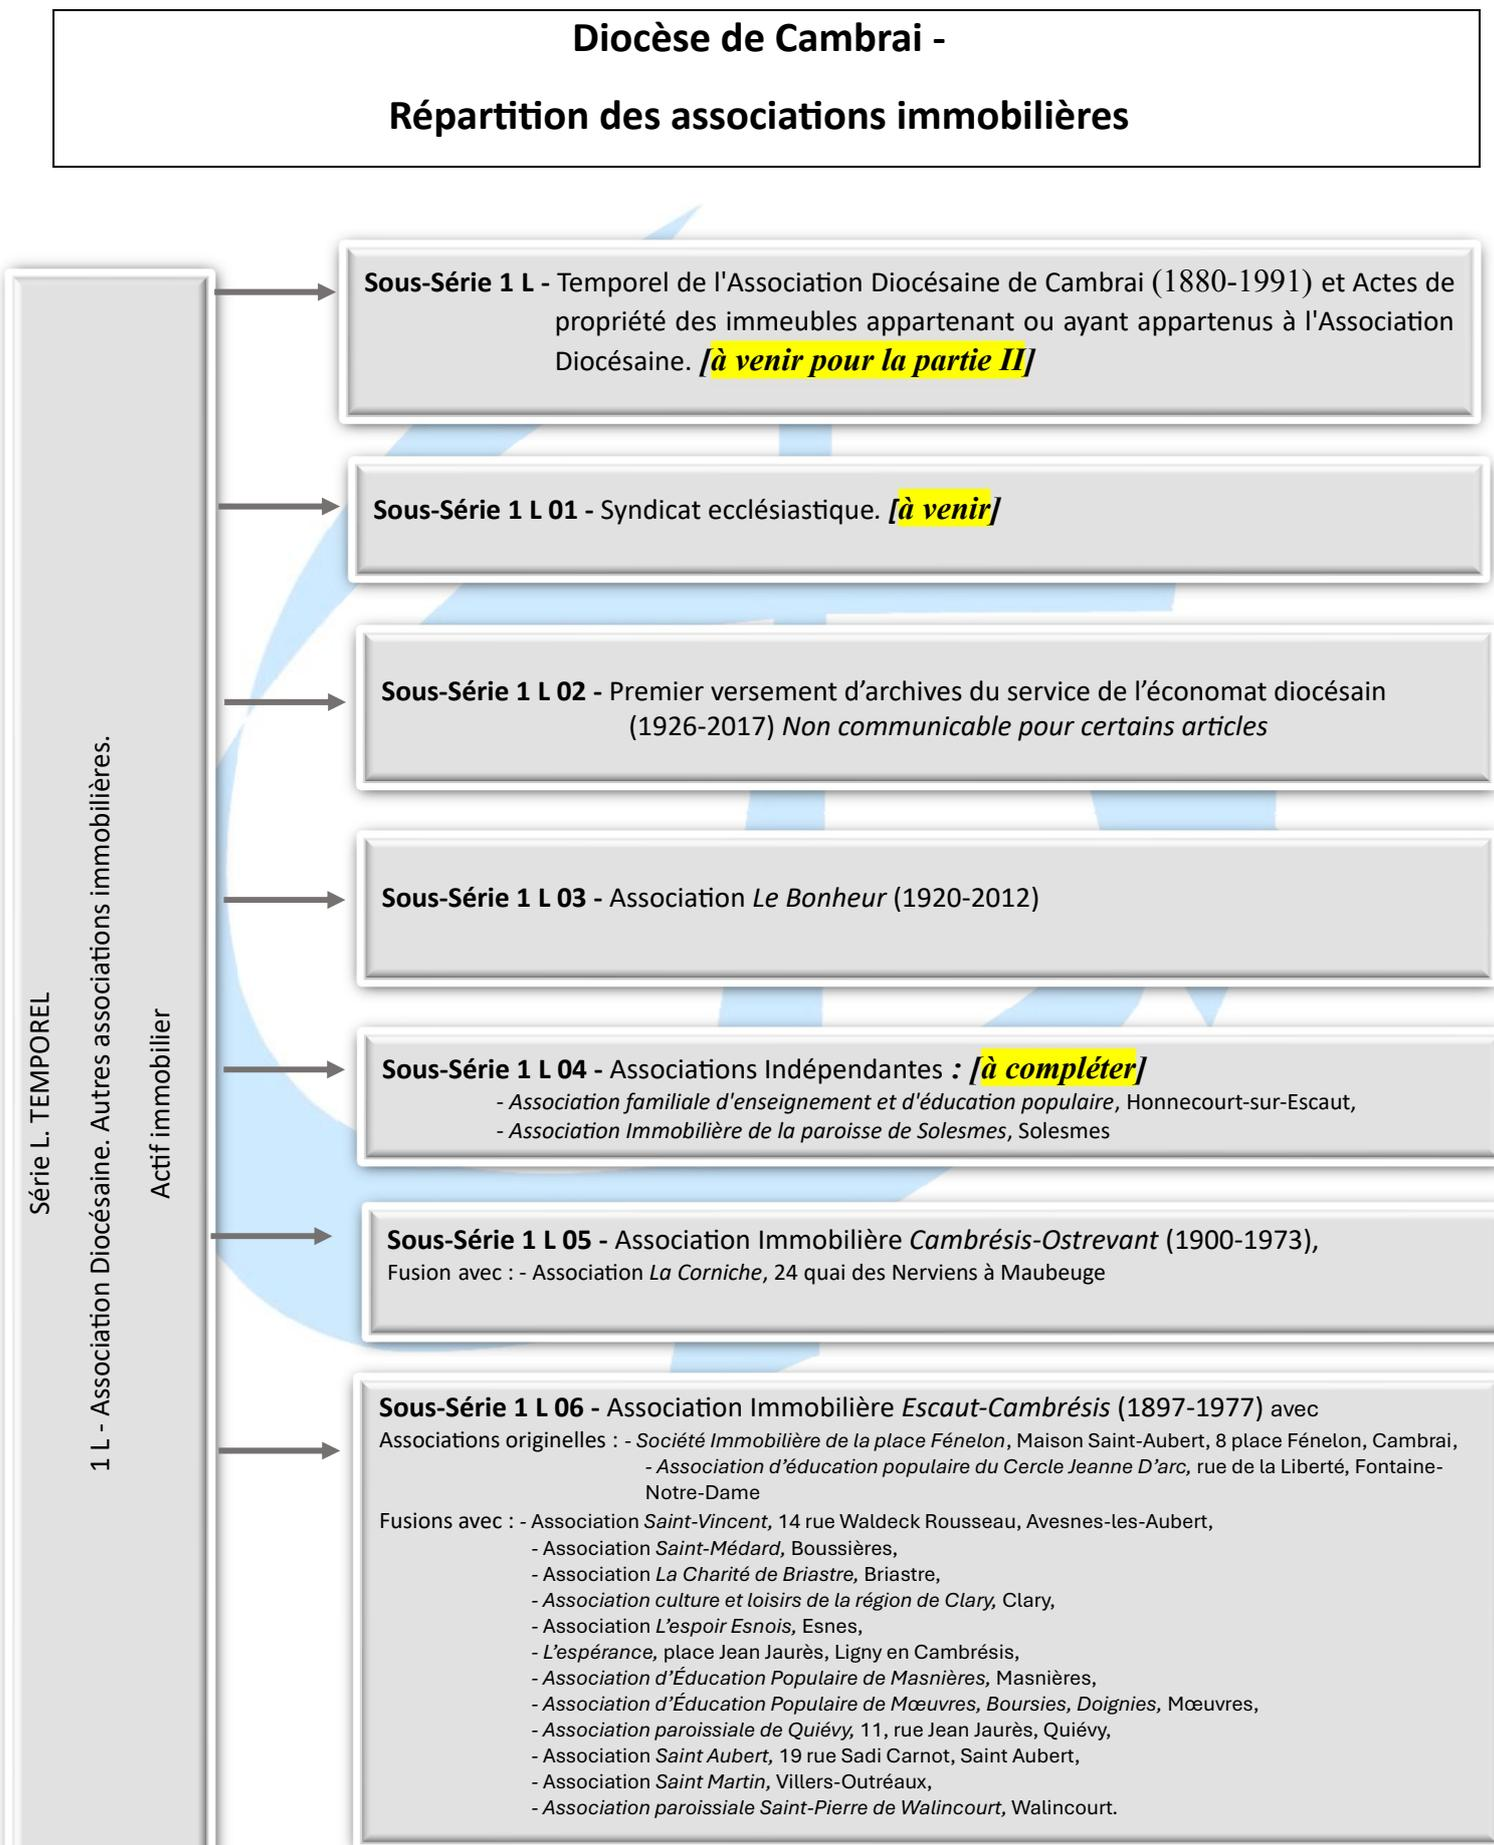 Diocèse de Cambrai -
Répartition des associations immobilières
Série L. TEMPOREL
1 L - Association Diocésaine. Autres associations immobilières.
Actif immobilier
Sous-Série 1 L - Temporel de l'Association Diocésaine de Cambrai (1880-1991) et Actes de
propriété des immeubles appartenant ou ayant appartenus à l'Association
Diocésaine. [à venir pour la partie II]
Sous-Série 1 L 01 - Syndicat ecclésiastique. [à venir]
Sous-Série 1 L 02 - Premier versement d’archives du service de l’économat diocésain
(1926-2017) Non communicable pour certains articles
Sous-Série 1 L 03 - Association Le Bonheur (1920-2012)
Sous-Série 1 L 04 - Associations Indépendantes : [à compléter]
- Association familiale d'enseignement et d'éducation populaire, Honnecourt-sur-Escaut,
- Association Immobilière de la paroisse de Solesmes, Solesmes
Sous-Série 1 L 05 - Association Immobilière Cambrésis-Ostrevant (1900-1973),
Fusion avec : - Association La Corniche, 24 quai des Nerviens à Maubeuge
Sous-Série 1 L 06 - Association Immobilière Escaut-Cambrésis (1897-1977) avec
Associations originelles : - Société Immobilière de la place Fénelon, Maison Saint-Aubert, 8 place Fénelon, Cambrai,
- Association d’éducation populaire du Cercle Jeanne D’arc, rue de la Liberté, Fontaine-
Notre-Dame
Fusions avec : - Association Saint-Vincent, 14 rue Waldeck Rousseau, Avesnes-les-Aubert,
- Association Saint-Médard, Boussières,
- Association La Charité de Briastre, Briastre,
- Association culture et loisirs de la région de Clary, Clary,
- Association L’espoir Esnois, Esnes,
- L’espérance, place Jean Jaurès, Ligny en Cambrésis,
- Association d’Éducation Populaire de Masnières, Masnières,
- Association d’Éducation Populaire de Mœuvres, Boursies, Doignies, Mœuvres,
- Association paroissiale de Quiévy, 11, rue Jean Jaurès, Quiévy,
- Association Saint Aubert, 19 rue Sadi Carnot, Saint Aubert,
- Association Saint Martin, Villers-Outréaux,
- Association paroissiale Saint-Pierre de Walincourt, Walincourt.